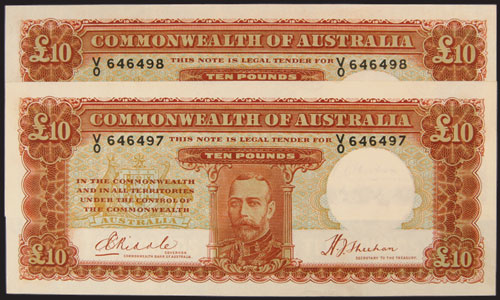 £10 COMMONWEALTH OF AUSTRALIA £10
V/0 646498 THIS NOTE IS LEGAL TENDER FOR V/0 646498
TEN POUNDS
COMMONWEALTH OF AUSTRALIA
£10 V/0 646497 THIS NOTE IS LEGAL TENDER FOR V/0 646497 £10
TEN POUNDS
IN THE COMMONWEALTH
AND IN ALL TERRITORIES
UNDER THE CONTROL OF
THE COMMONWEALTH
AUSTRALIA
E Riddle H J Sheehan
GOVERNOR SECRETARY TO THE TREASURY
COMMONWEALTH BANK OF AUSTRALIA
£10 £10